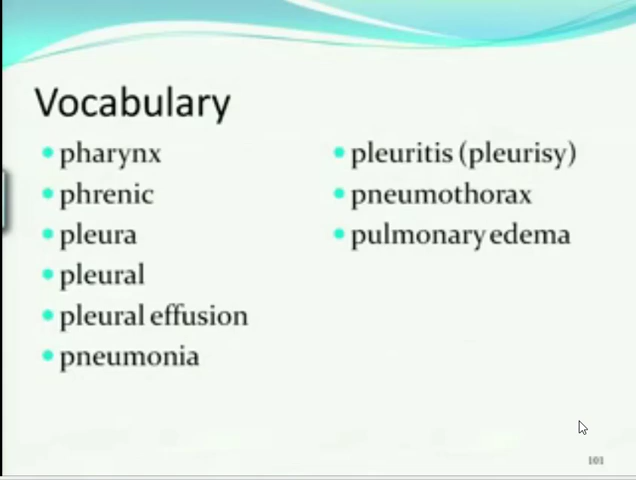 Vocabulary
pharynx
phrenic
pleura
pleural
pleural effusion
pneumonia
pleuritis (pleurisy)
pneumothorax
pulmonary edema
101